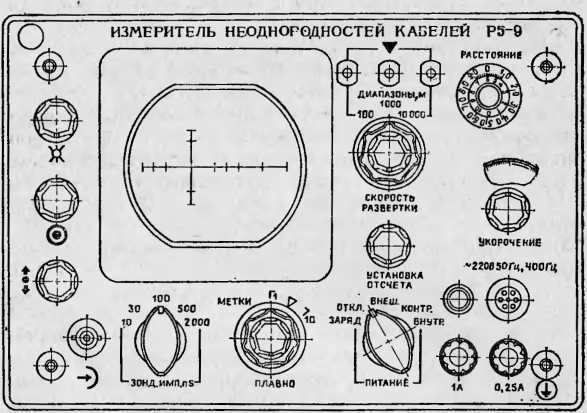 ИЗМЕРИТЕЛЬ НЕОДНОРОДНОСТЕЙ КАБЕЛЕЙ Р5-9
РАССТОЯНИЕ
ДИАПАЗОНЫ, М
1000
100 10 000
СКОРОСТЬ
РАЗВЕРТКИ
УКОРОЧЕНИЕ
УСТАНОВКА
ОТСЧЕТА
~220В 50Гц, 400Гц
МЕТКИ
10
30
100
500
2000
ЗОНД. ИМП, nS
10
ПЛАВНО
ЗАРЯД
ОТКЛ.
ВНЕШ.
КОНТР.
ВНУТР.
ПИТАНИЕ
1А
0,25А